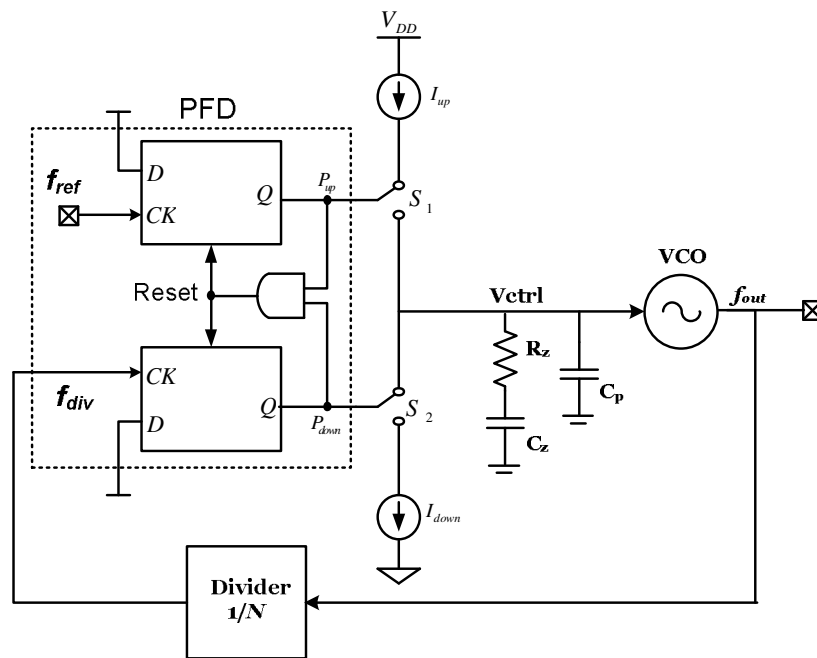 V_DD
I_up
PFD
D
f_ref
CK
Q
P_up
S_1
Reset
VCO
Vctrl
f_out
R_z
C_p
C_z
CK
f_div
D
Q
P_down
S_2
I_down
Divider
1/N